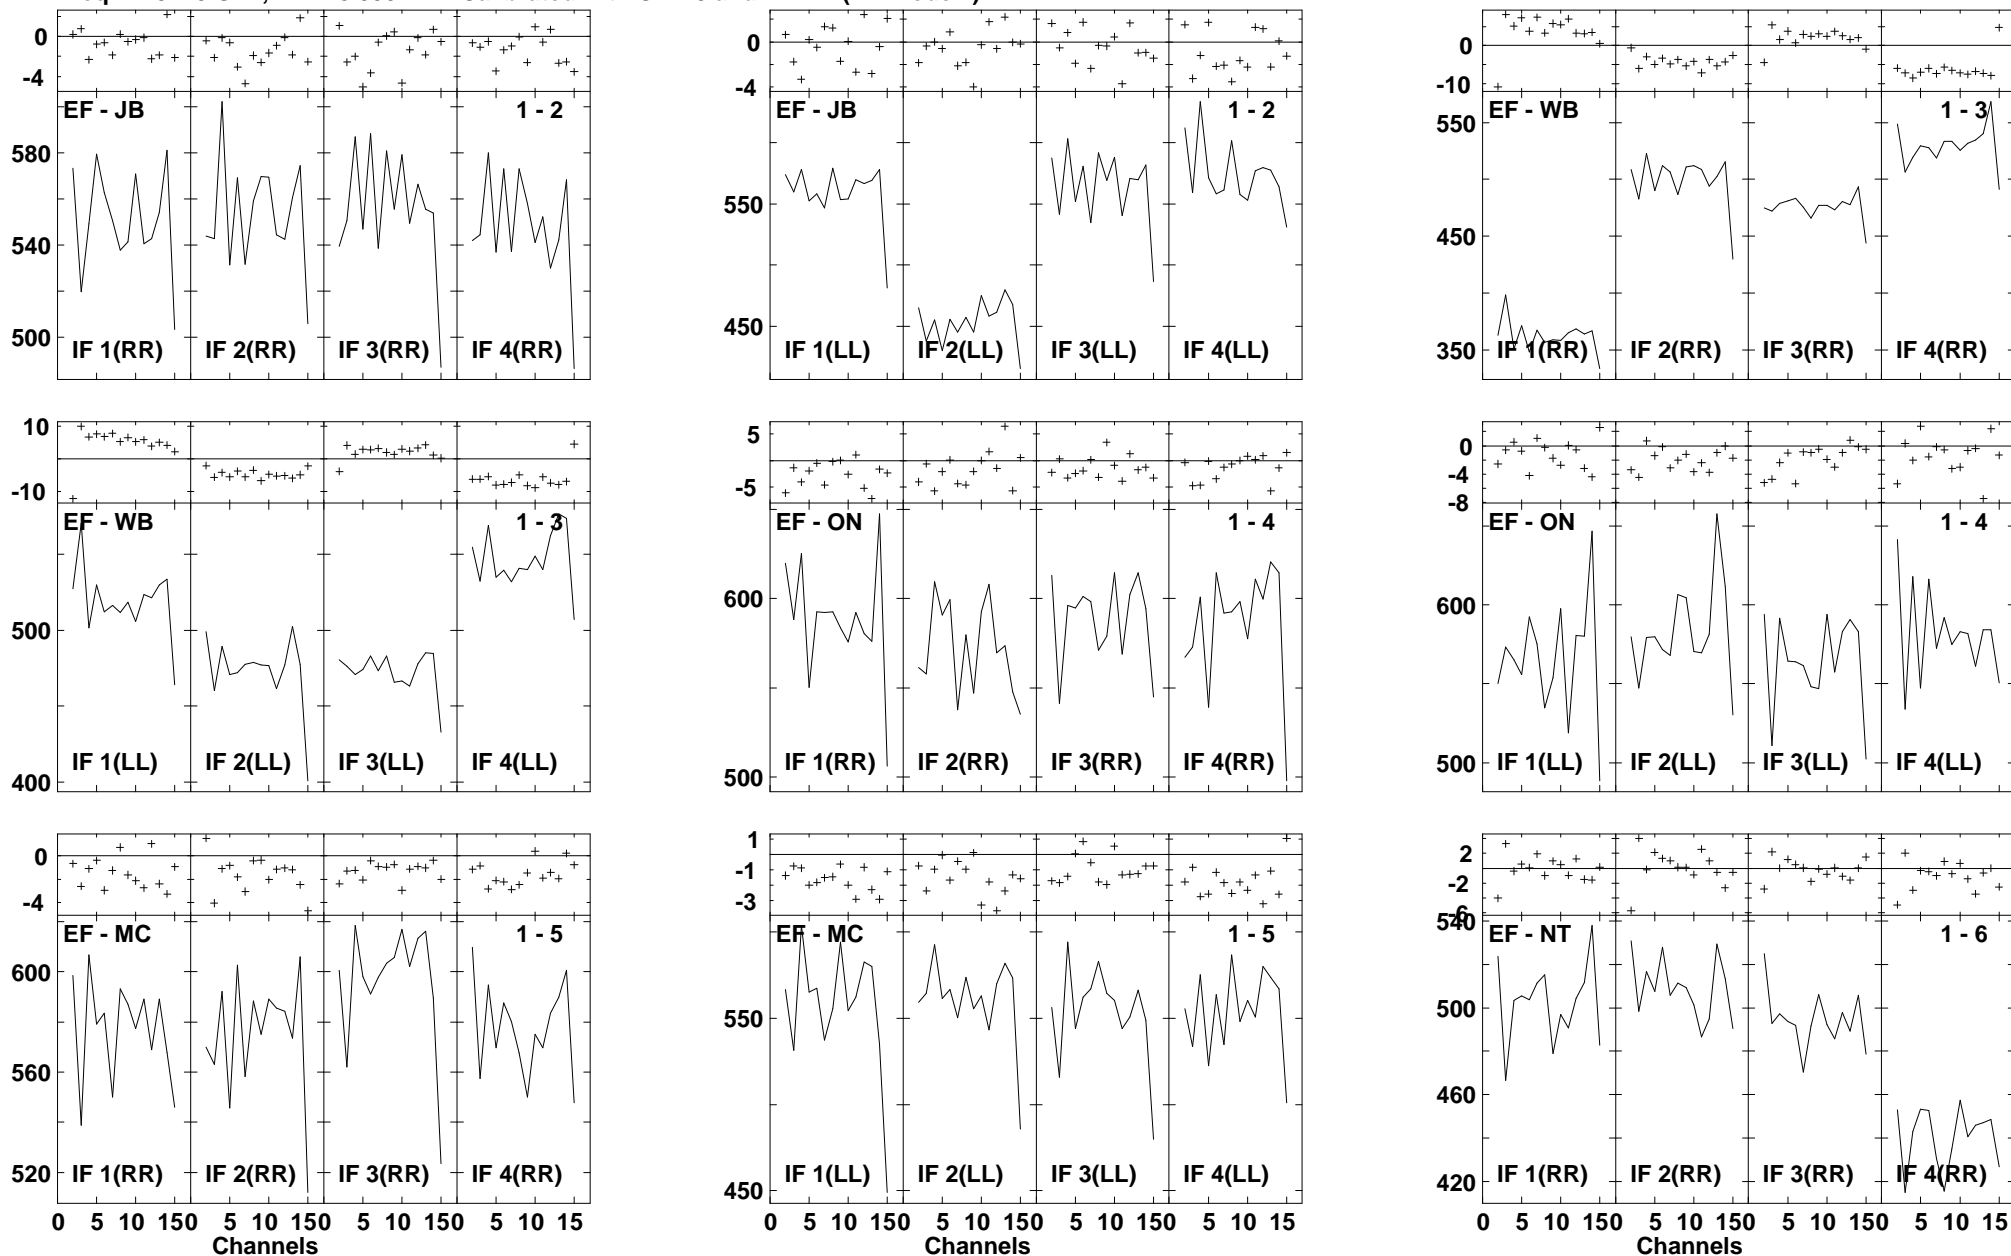 0
-4
580
540
500
EF - JB
1 - 2
IF 1(RR)
IF 2(RR)
IF 3(RR)
IF 4(RR)
2
0
-2
-4
550
450
EF - JB
1 - 2
IF 1(LL)
IF 2(LL)
IF 3(LL)
IF 4(LL)
0
-10
550
450
350
EF - WB
1 - 3
IF 1(RR)
IF 2(RR)
IF 3(RR)
IF 4(RR)
10
-10
500
400
EF - WB
1 - 3
IF 1(LL)
IF 2(LL)
IF 3(LL)
IF 4(LL)
5
-5
600
500
EF - ON
1 - 4
IF 1(RR)
IF 2(RR)
IF 3(RR)
IF 4(RR)
0
-4
-8
600
500
EF - ON
1 - 4
IF 1(LL)
IF 2(LL)
IF 3(LL)
IF 4(LL)
0
-4
600
560
520
EF - MC
1 - 5
IF 1(RR)
IF 2(RR)
IF 3(RR)
IF 4(RR)
0 5 10 150 5 10 150 5 10 150 5 10 15
Channels
1
-1
-3
550
450
EF - MC
1 - 5
IF 1(LL)
IF 2(LL)
IF 3(LL)
IF 4(LL)
0 5 10 150 5 10 150 5 10 150 5 10 15
Channels
2
-2
-6
540
500
460
420
EF - NT
1 - 6
IF 1(RR)
IF 2(RR)
IF 3(RR)
IF 4(RR)
0 5 10 150 5 10 150 5 10 150 5 10 15
Channels